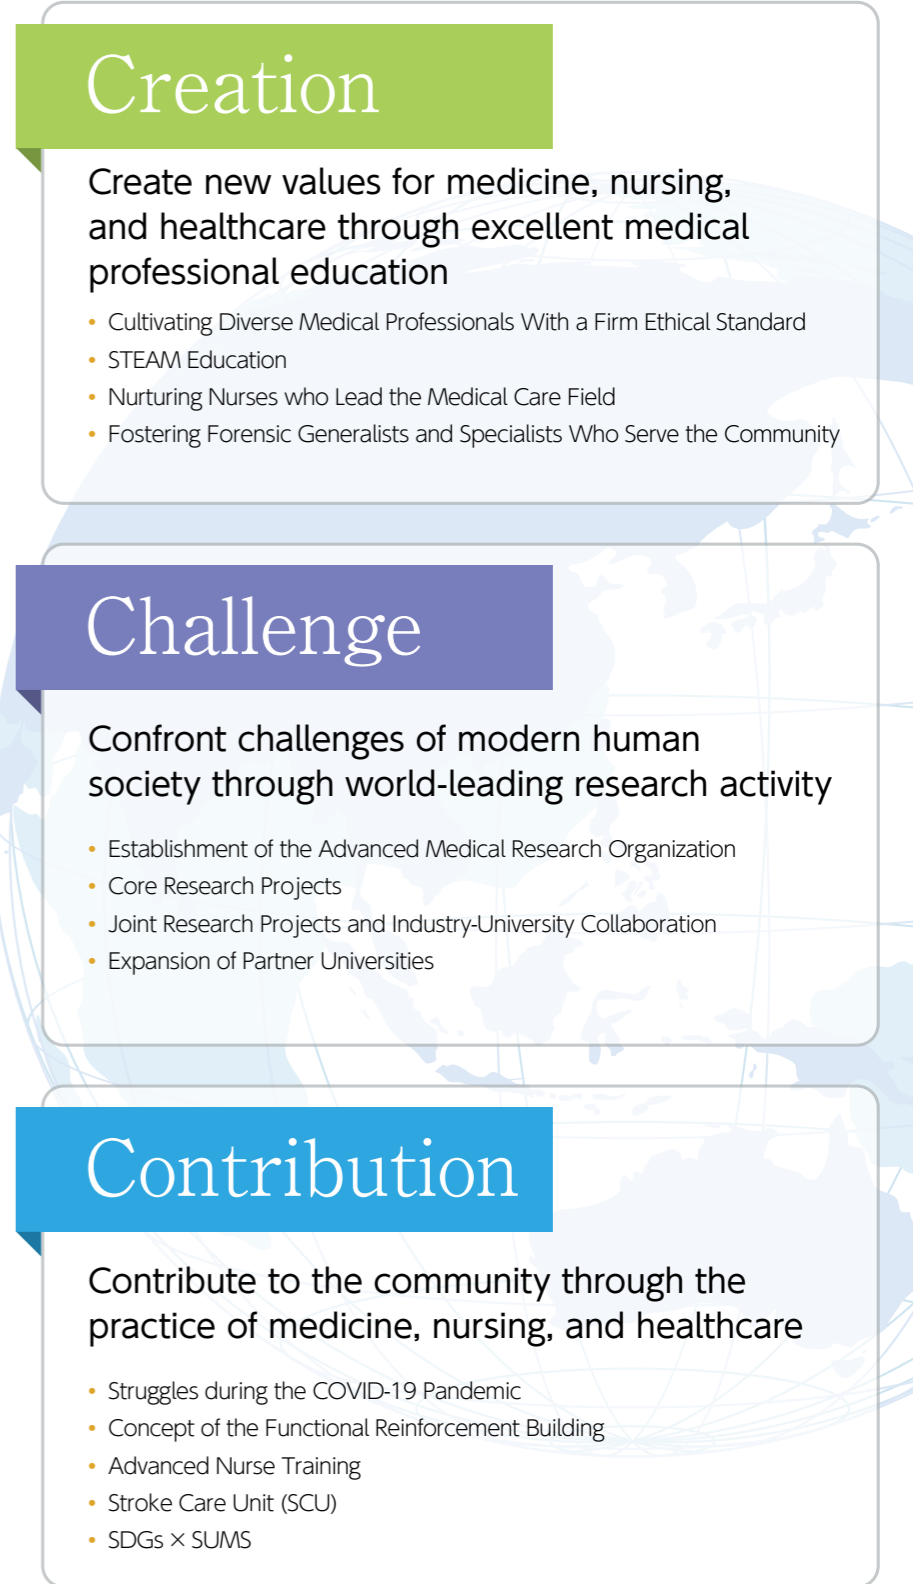 Creation
Create new values for medicine, nursing,
and healthcare through excellent medical
professional education
• Cultivating Diverse Medical Professionals With a Firm Ethical Standard
• STEAM Education
• Nurturing Nurses who Lead the Medical Care Field
• Fostering Forensic Generalists and Specialists Who Serve the Community
Challenge
Confront challenges of modern human
society through world-leading research activity
• Establishment of the Advanced Medical Research Organization
• Core Research Projects
• Joint Research Projects and Industry-University Collaboration
• Expansion of Partner Universities
Contribution
Contribute to the community through the
practice of medicine, nursing, and healthcare
• Struggles during the COVID-19 Pandemic
• Concept of the Functional Reinforcement Building
• Advanced Nurse Training
• Stroke Care Unit (SCU)
• SDGs × SUMS